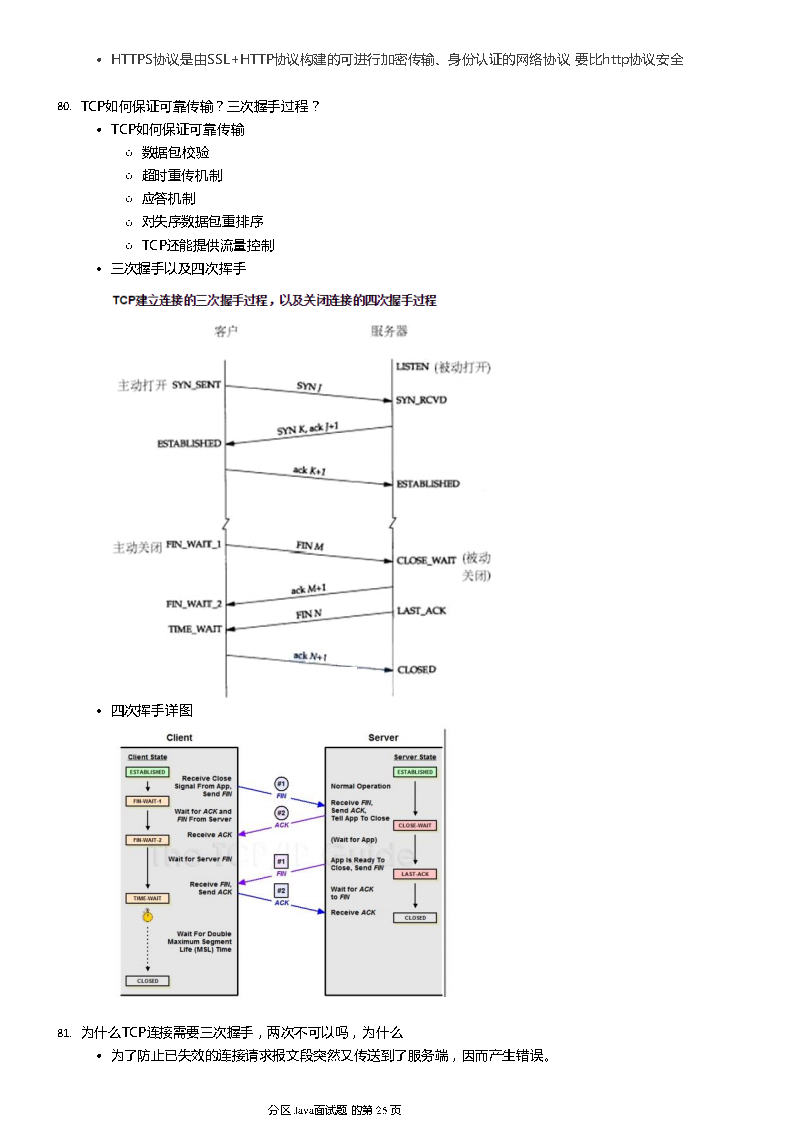 • HTTPS协议是由SSL+HTTP协议构建的可进行加密传输、身份认证的网络协议 要比http协议安全
80. TCP如何保证可靠传输？三次握手过程？
• TCP如何保证可靠传输
○ 数据包校验
○ 超时重传机制
○ 应答机制
○ 对失序数据包重排序
○ TCP还能提供流量控制
• 三次握手以及四次挥手
TCP建立连接的三次握手过程，以及关闭连接的四次握手过程
客户 服务器
LISTEN (被动打开)
主动打开 SYN_SENT SYN J
SYN_RCVD
SYN K, ack J+1
ESTABLISHED
ack K+1
ESTABLISHED
主动关闭 FIN_WAIT_1 FIN M
CLOSE_WAIT (被动
关闭)
ack M+1
FIN_WAIT_2
FIN N LAST_ACK
TIME_WAIT
ack N+1
CLOSED
• 四次挥手详图
Client Server
Client State Server State
ESTABLISHED ESTABLISHED
Receive Close
Signal From App,
Send FIN
#1
FIN
Normal Operation
FIN-WAIT-1
Receive FIN,
Send ACK,
Tell App To Close
Wait for ACK and
FIN From Server
#2
ACK
CLOSE-WAIT
Receive ACK
FIN-WAIT-2
(Wait for App)
The TCP/IP Guide
Wait for Server FIN
#1
FIN
App Is Ready To
Close, Send FIN
LAST-ACK
Receive FIN,
Send ACK
#2
ACK
Wait for ACK
to FIN
TIME-WAIT
Receive ACK
CLOSED
Wait For Double
Maximum Segment
Life (MSL) Time
CLOSED
81. 为什么TCP连接需要三次握手，两次不可以吗，为什么
• 为了防止已失效的连接请求报文段突然又传送到了服务端，因而产生错误。
分区 Java面试题 的第 25 页